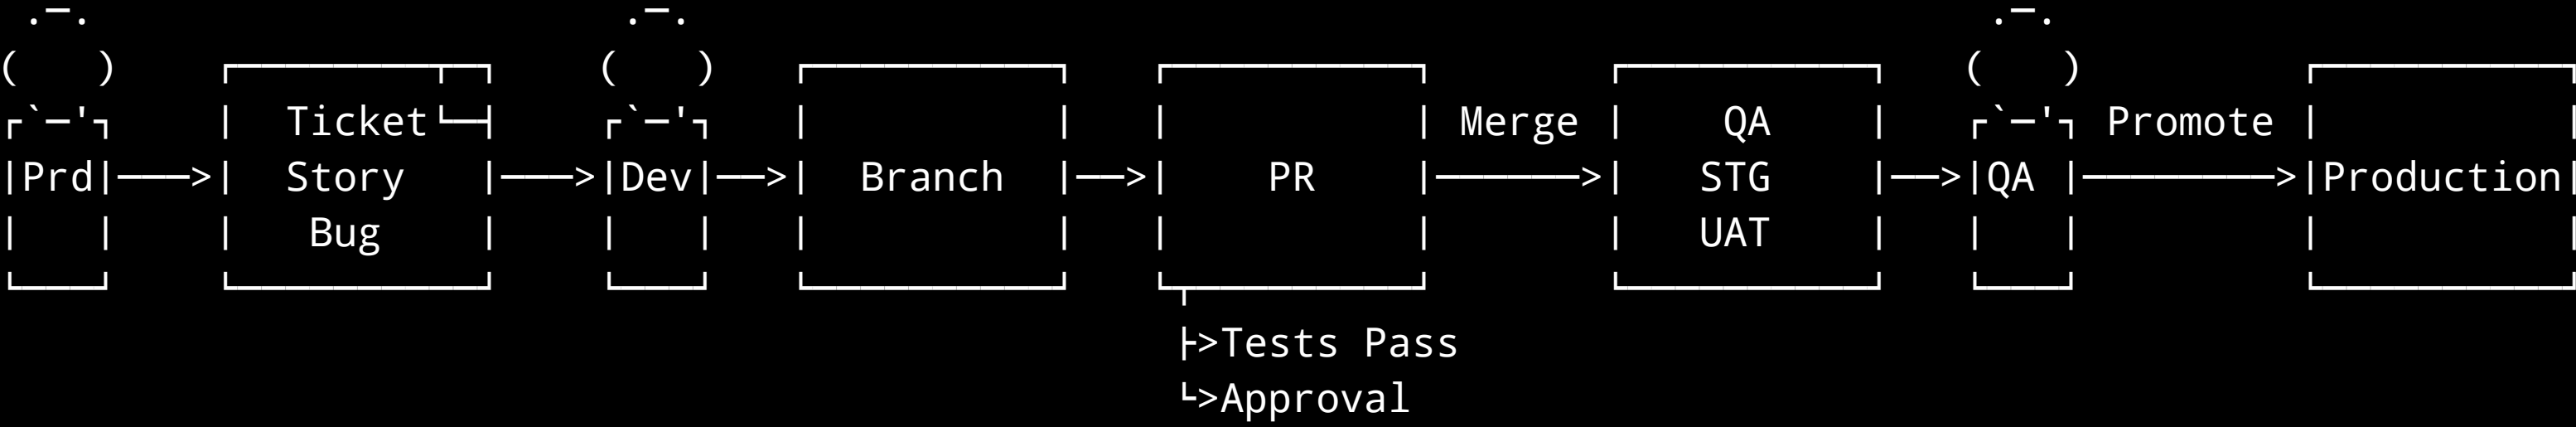 Prd
Ticket
Story
Bug
Dev
Branch
PR
Tests Pass
Approval
Merge
QA
STG
UAT
QA
Promote
Production